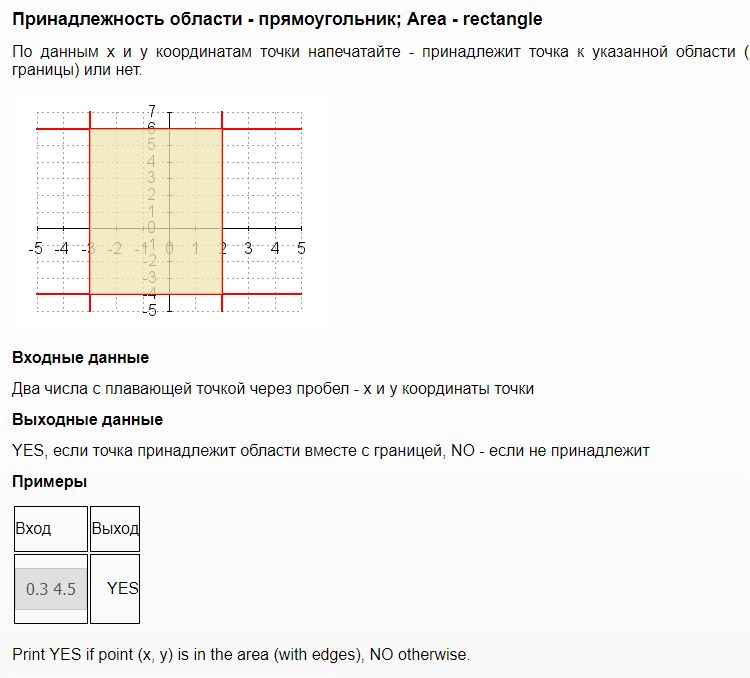 Принадлежность области - прямоугольник; Area - rectangle
По данным x и y координатам точки напечатайте - принадлежит точка к указанной области (
границы) или нет.
7
6
5
4
3
2
1
0
-5 -4 -3 -2 -1 0 1 2 3 4 5
-1
-2
-3
-4
-5
Входные данные
Два числа с плавающей точкой через пробел - x и y координаты точки
Выходные данные
YES, если точка принадлежит области вместе с границей, NO - если не принадлежит
Примеры
Вход Выход
0.3 4.5 YES
Print YES if point (x, y) is in the area (with edges), NO otherwise.